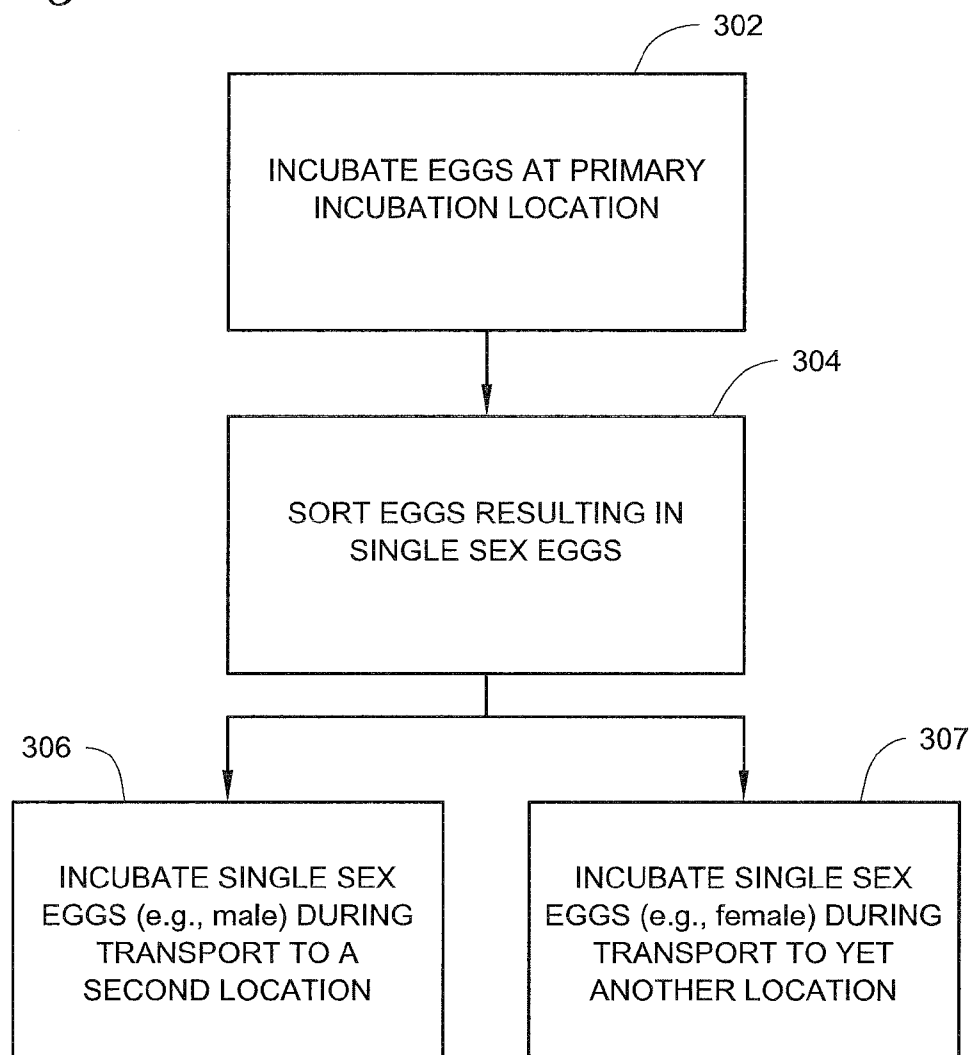 302
INCUBATE EGGS AT PRIMARY
INCUBATION LOCATION
304
SORT EGGS RESULTING IN
SINGLE SEX EGGS
306
INCUBATE SINGLE SEX
EGGS (e.g., male) DURING
TRANSPORT TO A
SECOND LOCATION
307
INCUBATE SINGLE SEX
EGGS (e.g., female) DURING
TRANSPORT TO YET
ANOTHER LOCATION